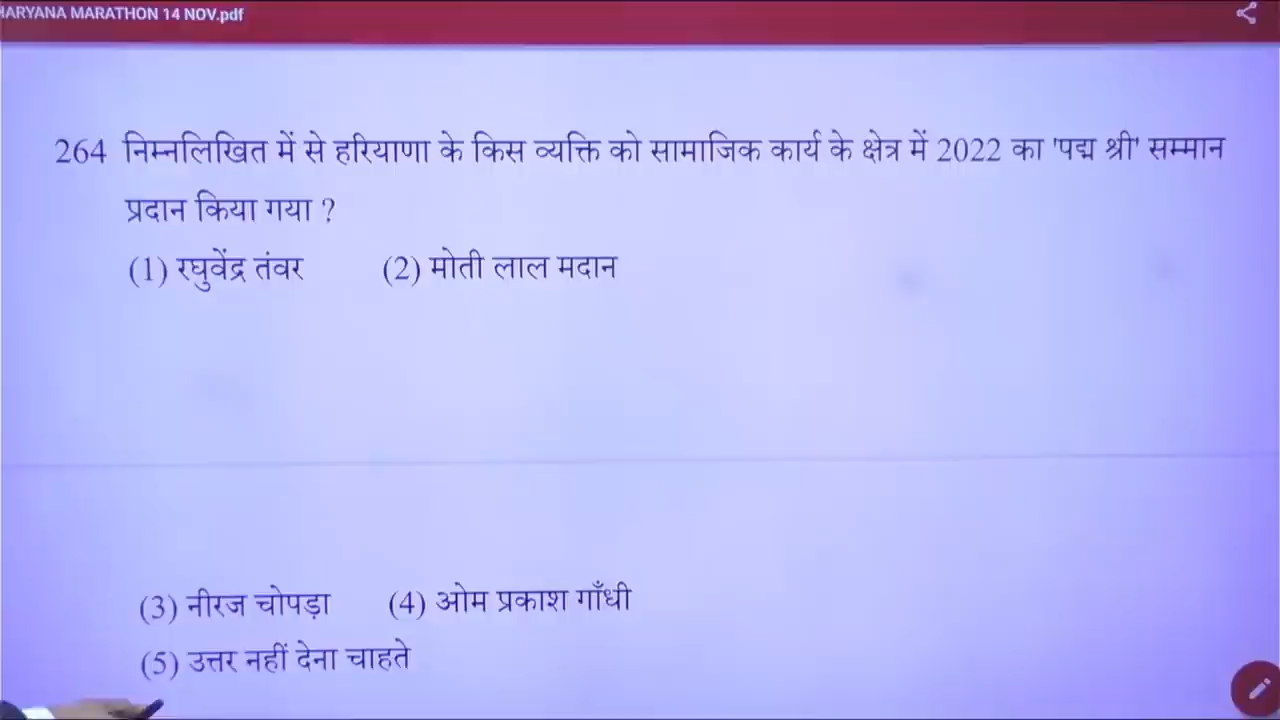 HARYANA MARATHON 14 NOV.pdf
264 निम्नलिखित में से हरियाणा के किस व्यक्ति को सामाजिक कार्य के क्षेत्र में 2022 का 'पद्म श्री' सम्मान
प्रदान किया गया ?
(1) रघुवेंद्र तंवर (2) मोती लाल मदान
(3) नीरज चोपड़ा (4) ओम प्रकाश गाँधी
(5) उत्तर नहीं देना चाहते